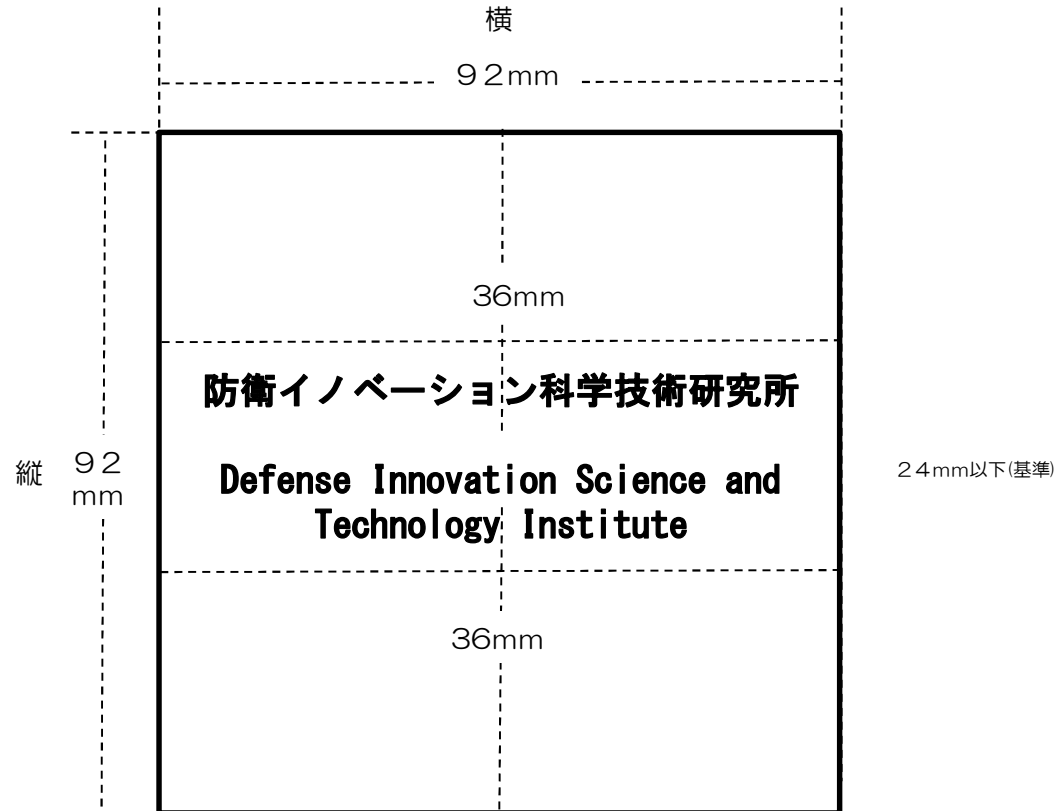 横
９２mm
36mm
防衛イノベーション科学技術研究所
縦
９２
mm
Defense Innovation Science and
Technology Institute
２４mm以下(基準)
36mm